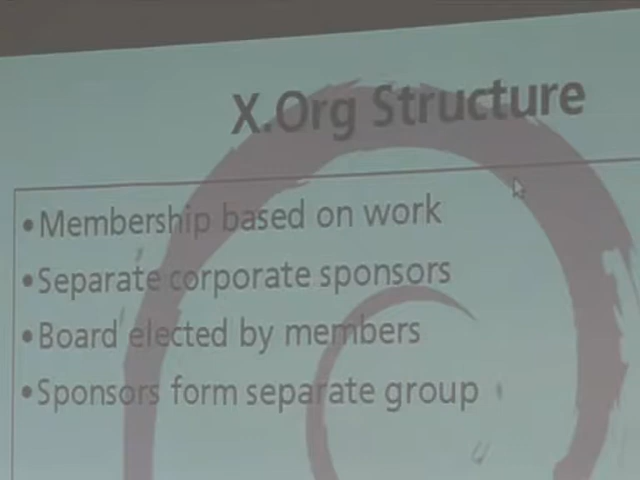 X.Org Structure
•Membership based on work
•Separate corporate sponsors
•Board elected by members
•Sponsors form separate group